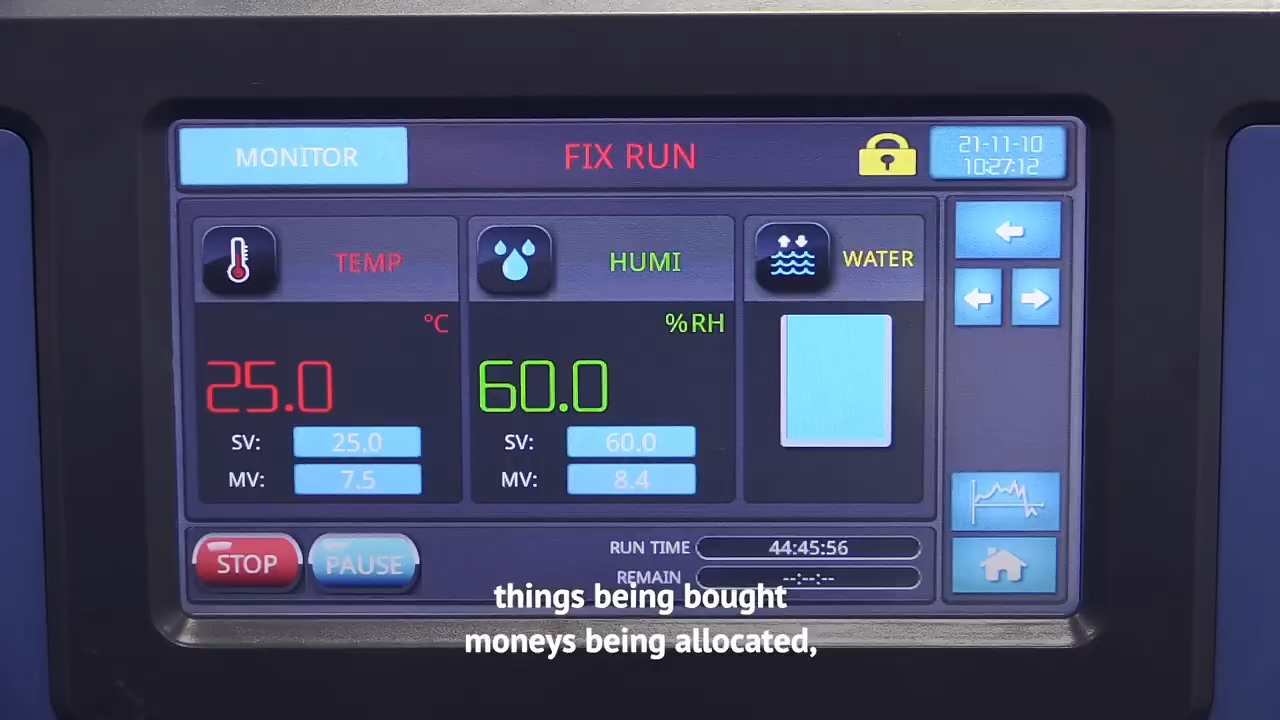 MONITOR
FIX RUN
21-11-10
10:27:12
TEMP
HUMI
WATER
°C
%RH
25.0
60.0
SV: 25.0
SV: 60.0
MV: 7.5
MV: 8.4
STOP
PAUSE
RUN TIME 44:45:56
REMAIN --:--:--
things being bought
moneys being allocated,